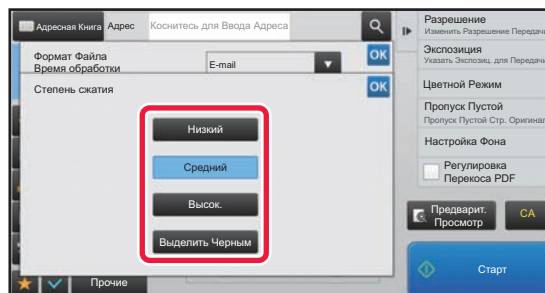 Адресная Книга Адрес Коснитесь для Ввода Адреса
Формат Файла
Время обработки
E-mail
OK
Степень сжатия
OK
Низкий
Средний
Высок.
Выделить Черным
Прочие
Разрешение
Изменить Разрешение Передачи
Экспозиция
Указать Экспозиц. для Передачи
Цветной Режим
Пропуск Пустой
Пропуск Пустой Стр. Оригинал
Настройка Фона
Регулировка
Перекоса PDF
Предварит.
Просмотр
CA
Старт